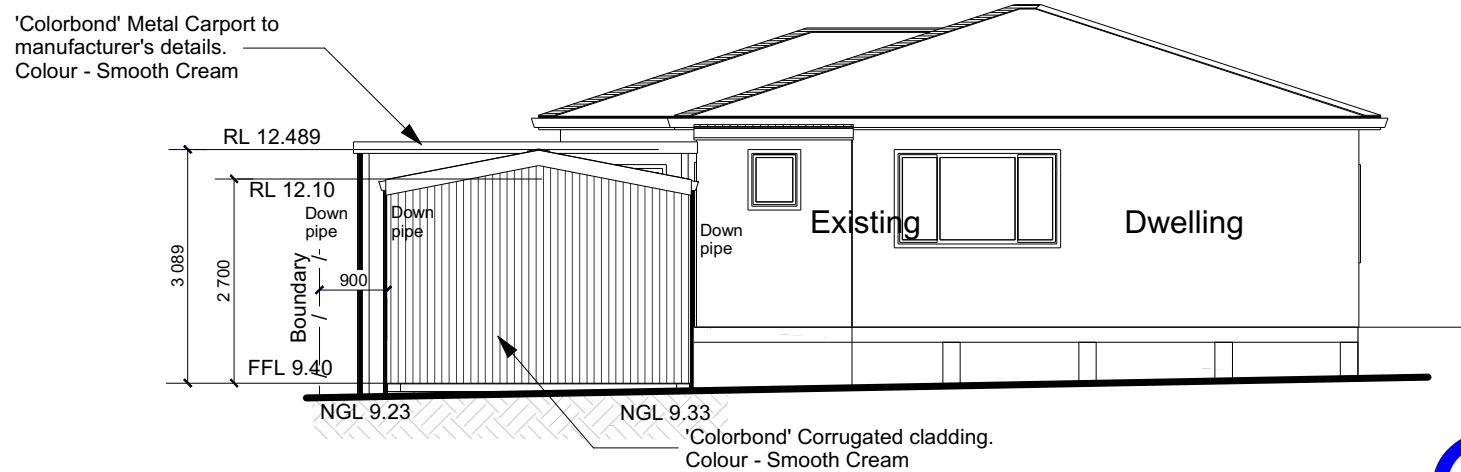 'Colorbond' Metal Carport to
manufacturer's details.
Colour - Smooth Cream
RL 12.489
RL 12.10
Down
pipe
Down
pipe
Down
pipe
Existing
Dwelling
3 089
2 700
900
Boundary
FFL 9.40
NGL 9.23
NGL 9.33
'Colorbond' Corrugated cladding.
Colour - Smooth Cream